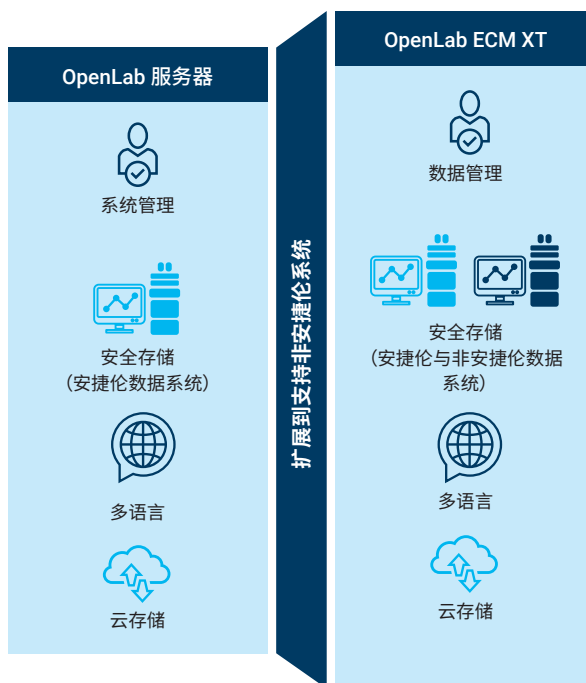 OpenLab 服务器
系统管理
安全存储
（安捷伦数据系统）
多语言
云存储
扩展到支持非安捷伦系统
OpenLab ECM XT
数据管理
安全存储
（安捷伦与非安捷伦数据
系统）
多语言
云存储